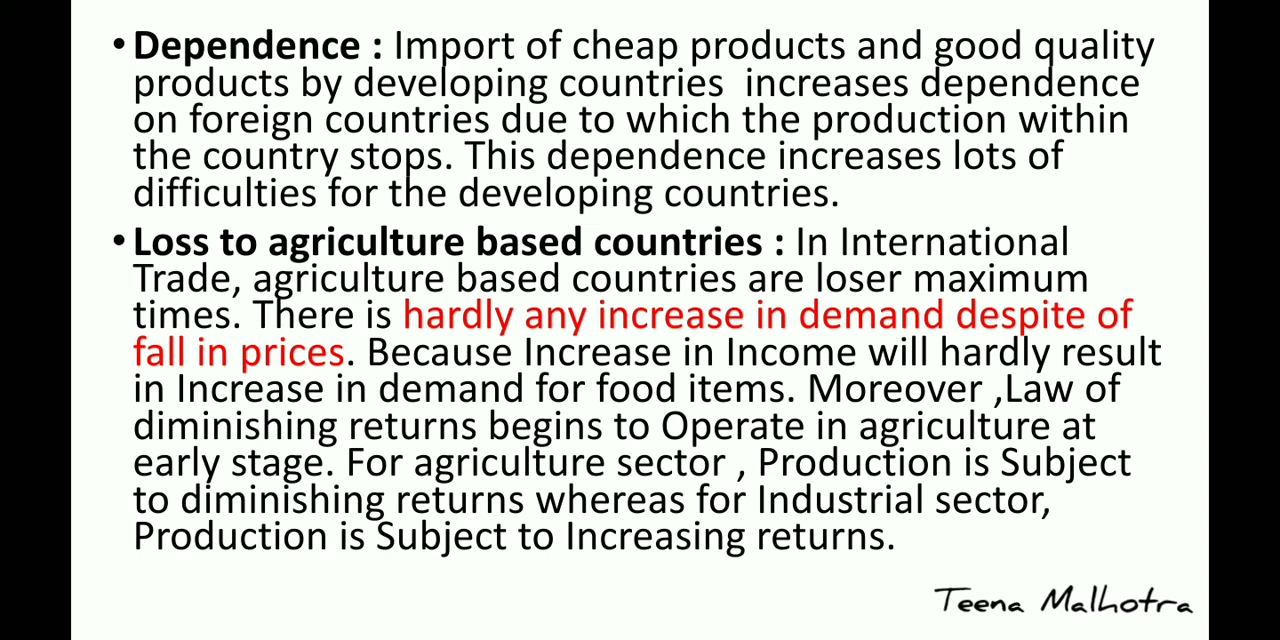 • Dependence : Import of cheap products and good quality
products by developing countries  increases dependence
on foreign countries due to which the production within
the country stops. This dependence increases lots of
difficulties for the developing countries.
• Loss to agriculture based countries : In International
Trade, agriculture based countries are loser maximum
times. There is hardly any increase in demand despite of
fall in prices. Because Increase in Income will hardly result
in Increase in demand for food items. Moreover ,Law of
diminishing returns begins to Operate in agriculture at
early stage. For agriculture sector , Production is Subject
to diminishing returns whereas for Industrial sector,
Production is Subject to Increasing returns.
Teena Malhotra